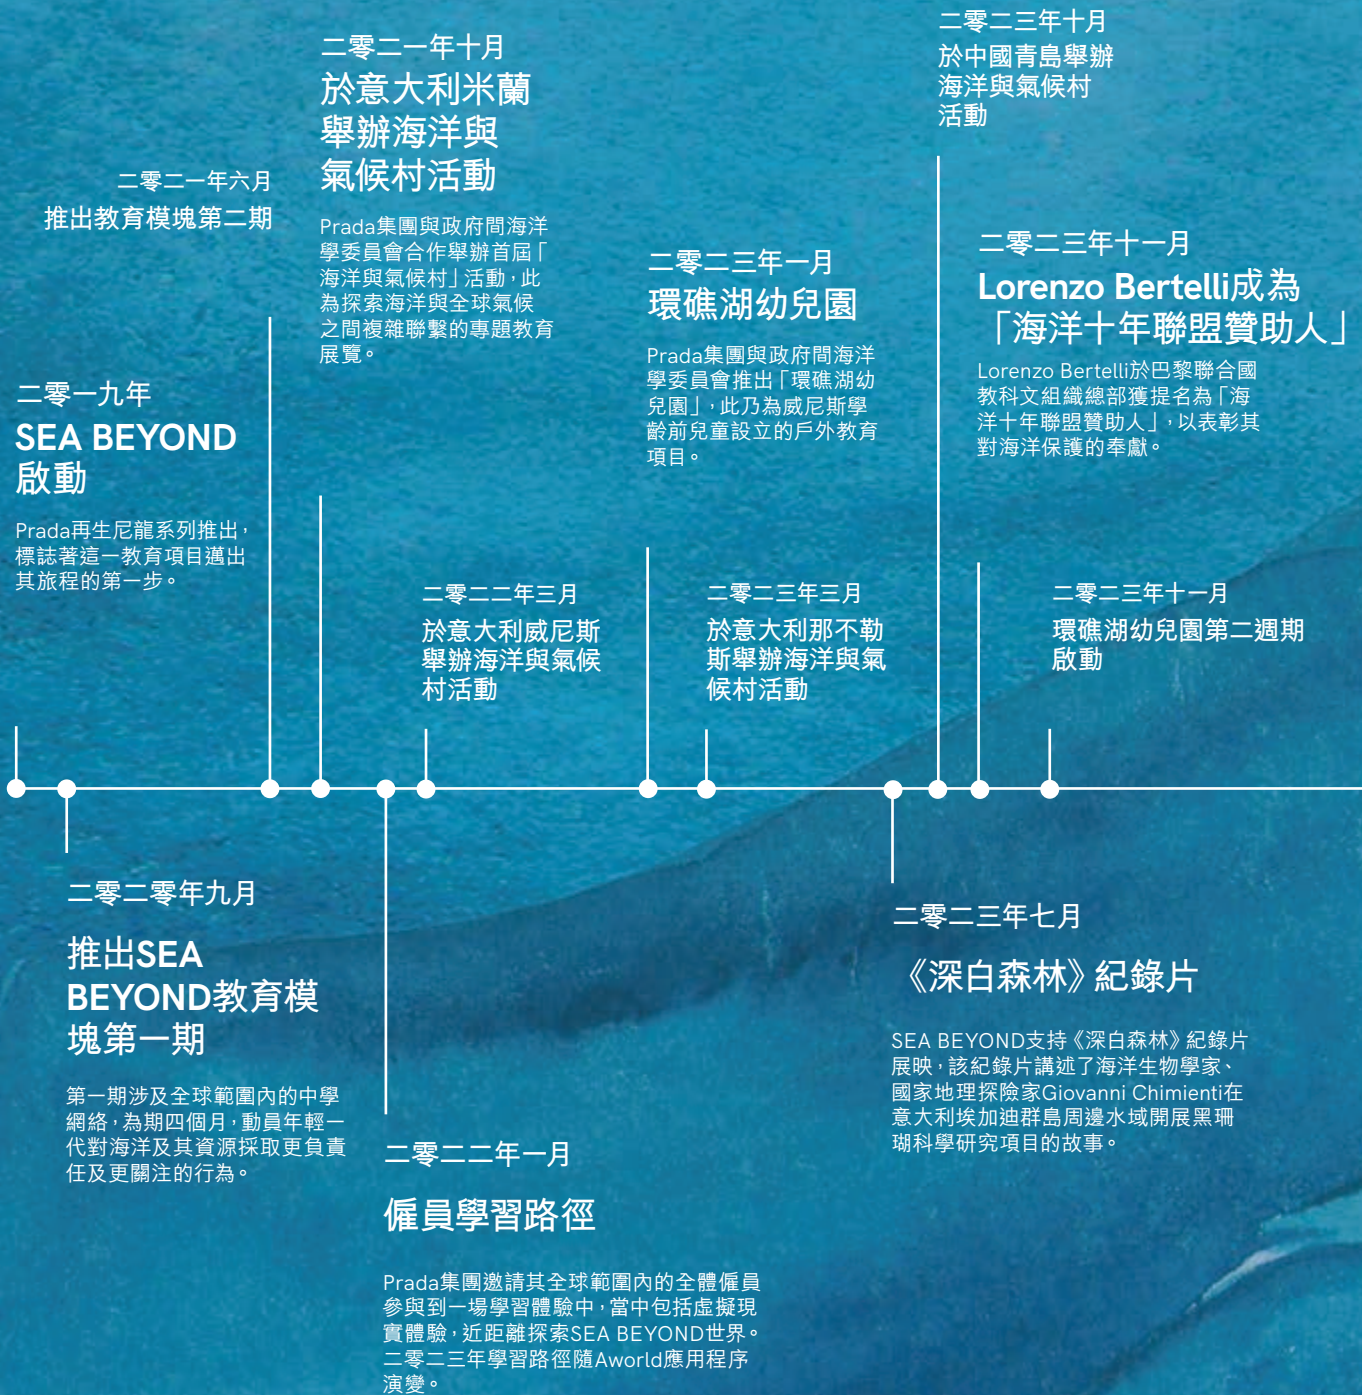 二零一九年
SEA BEYOND
啟動
Prada再生尼龍系列推出，
標誌著這一教育項目邁出
其旅程的第一步。
二零二零年九月
推出SEA
BEYOND教育模
塊第一期
第一期涉及全球範圍內的中學
網絡，為期四個月，動員年輕一
代對海洋及其資源採取更負責
任及更關注的行為。
二零二一年六月
推出教育模塊第二期
二零二一年十月
於意大利米蘭
舉辦海洋與
氣候村活動
Prada集團與政府間海洋
學委員會合作舉辦首屆「
海洋與氣候村」活動，此
為探索海洋與全球氣候
之間複雜聯繫的專題教育
展覽。
二零二二年一月
僱員學習路徑
Prada集團邀請其全球範圍內的全體僱員
參與到一場學習體驗中，當中包括虛擬現
實體驗，近距離探索SEA BEYOND世界。
二零二三年學習路徑隨Aworld應用程序
演變。
二零二二年三月
於意大利威尼斯
舉辦海洋與氣候
村活動
二零二三年一月
環礁湖幼兒園
Prada集團與政府間海洋
學委員會推出「環礁湖幼
兒園」，此乃為威尼斯學
齡前兒童設立的戶外教育
項目。
二零二三年三月
於意大利那不勒
斯舉辦海洋與氣
候村活動
二零二三年七月
《深白森林》紀錄片
SEA BEYOND支持《深白森林》紀錄片
展映，該紀錄片講述了海洋生物學家、
國家地理探險家Giovanni Chimienti在
意大利埃加迪群島周邊水域開展黑珊
瑚科學研究項目的故事。
二零二三年十月
於中國青島舉辦
海洋與氣候村
活動
二零二三年十一月
Lorenzo Bertelli成為
「海洋十年聯盟贊助人」
Lorenzo Bertelli於巴黎聯合國
教科文組織總部獲提名為「海
洋十年聯盟贊助人」，以表彰其
對海洋保護的奉獻。
二零二三年十一月
環礁湖幼兒園第二週期
啟動